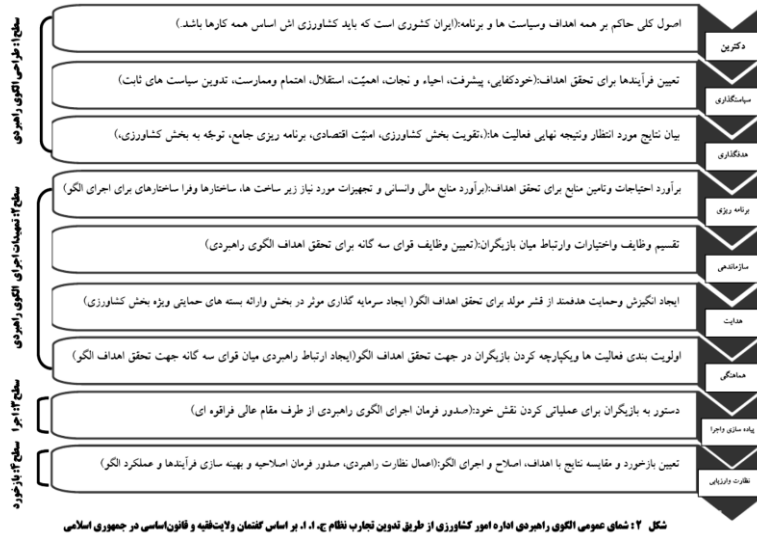 سطح۱: طراحی الگوی راهبردی
دکترین
اصول کلی حاکم بر همه اهداف وسیاست ها و برنامه:(ایران کشوری است که باید کشاورزی اش اساس همه کارها باشد.)
سیاستگذاری
تعیین فرآیندها برای تحقق اهداف:(خودکفایی، پیشرفت، احیاء و نجات، اهمیّت، استقلال، اهتمام وممارست، تدوین سیاست های ثابت)
هدفگذاری
بیان نتایج مورد انتظار ونتیجه نهایی فعالیت ها:(،تقویت بخش کشاورزی، امنیّت اقتصادی، برنامه ریزی جامع، توجّه به بخش کشاورزی،)
سطح۲: تمهیدات اجرای الگوی راهبردی
برنامه ریزی
برآورد احتیاجات وتامین منابع برای تحقق اهداف:(برآورد منابع مالی وانسانی و تجهیزات مورد نیاز زیر ساخت ها، ساختارها وفرا ساختارهای برای اجرای الگو)
سازماندهی
تقسیم وظایف واختیارات وارتباط میان بازیگران:(تعیین وظایف قوای سه گانه برای تحقق اهداف الگوی راهبردی)
هدایت
ایجاد انگیزش وحمایت هدفمند از قشر مولد برای تحقق اهداف الگو( ایجاد سرمایه گذاری موثر در بخش وارائه بسته های حمایتی ویژه بخش کشاورزی)
هماهنگی
اولویت بندی فعالیت ها ویکپارچه کردن بازیگران در جهت تحقق اهداف الگو(ایجاد ارتباط راهبردی میان قوای سه گانه جهت تحقق اهداف الگو)
سطح۳: اجرا
پیاده سازی واجرا
دستور به بازیگران برای عملیاتی کردن نقش خود:(صدور فرمان اجرای الگوی راهبردی از طرف مقام عالی فراقوه ای)
سطح۴: بازخورد
نظارت وارزیابی
تعیین بازخورد و مقایسه نتایج با اهداف، اصلاح و اجرای الگو:(اعمال نظارت راهبردی، صدور فرمان اصلاحیه و بهینه سازی فرآیندها و عملکرد الگو)
شکل ۲ : شمای عمومی الگوی راهبردی اداره امور کشاورزی از طریق تدوین تجارب نظام ج. ا. ا. بر اساس گفتمان ولایت‌فقیه و قانون‌اساسی در جمهوری اسلامی